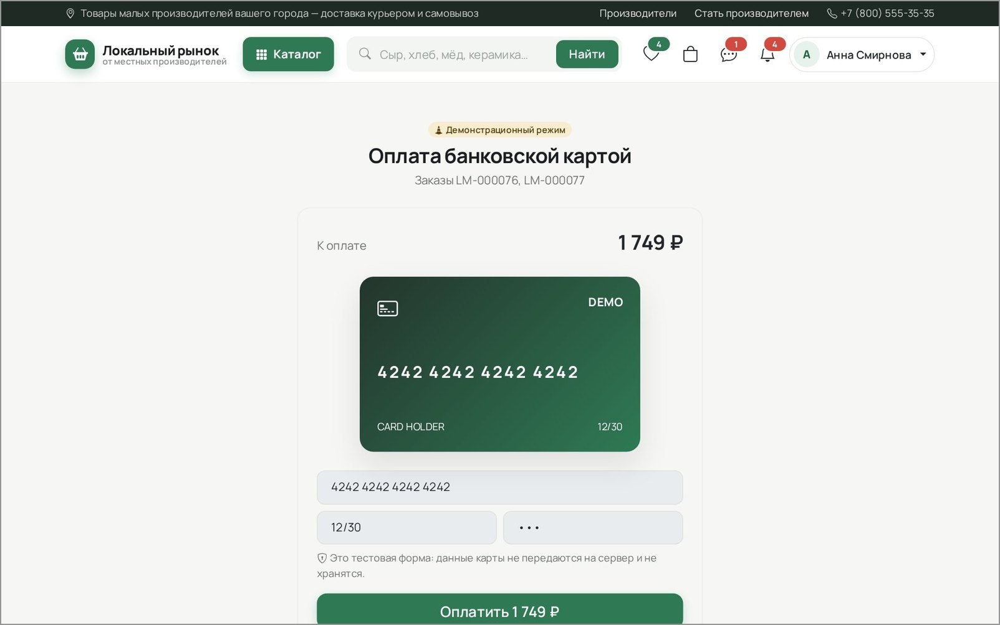 Товары малых производителей вашего города — доставка курьером и самовывоз
Производители
Стать производителем
+7 (800) 555-35-35
Локальный рынок
от местных производителей
Каталог
Сыр, хлеб, мёд, керамика...
Найти
4
1
4
А
Анна Смирнова
Демонстрационный режим
Оплата банковской картой
Заказы LM-000076, LM-000077
К оплате
1 749 ₽
DEMO
4242 4242 4242 4242
CARD HOLDER
12/30
4242 4242 4242 4242
12/30
•••
Это тестовая форма: данные карты не передаются на сервер и не
хранятся.
Оплатить 1 749 ₽